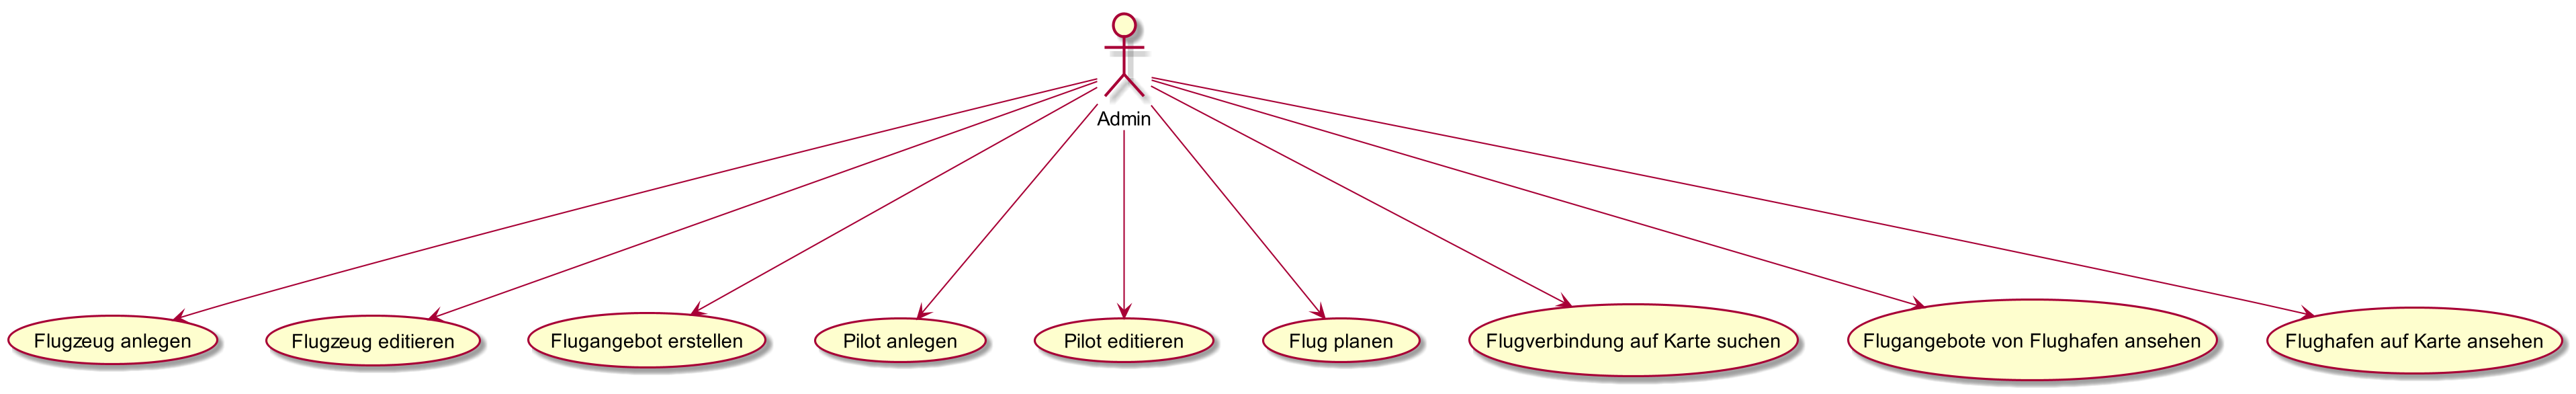 Admin
Flugzeug anlegen
Flugzeug editieren
Flugangebot erstellen
Pilot anlegen
Pilot editieren
Flug planen
Flugverbindung auf Karte suchen
Flugangebote von Flughafen ansehen
Flughafen auf Karte ansehen